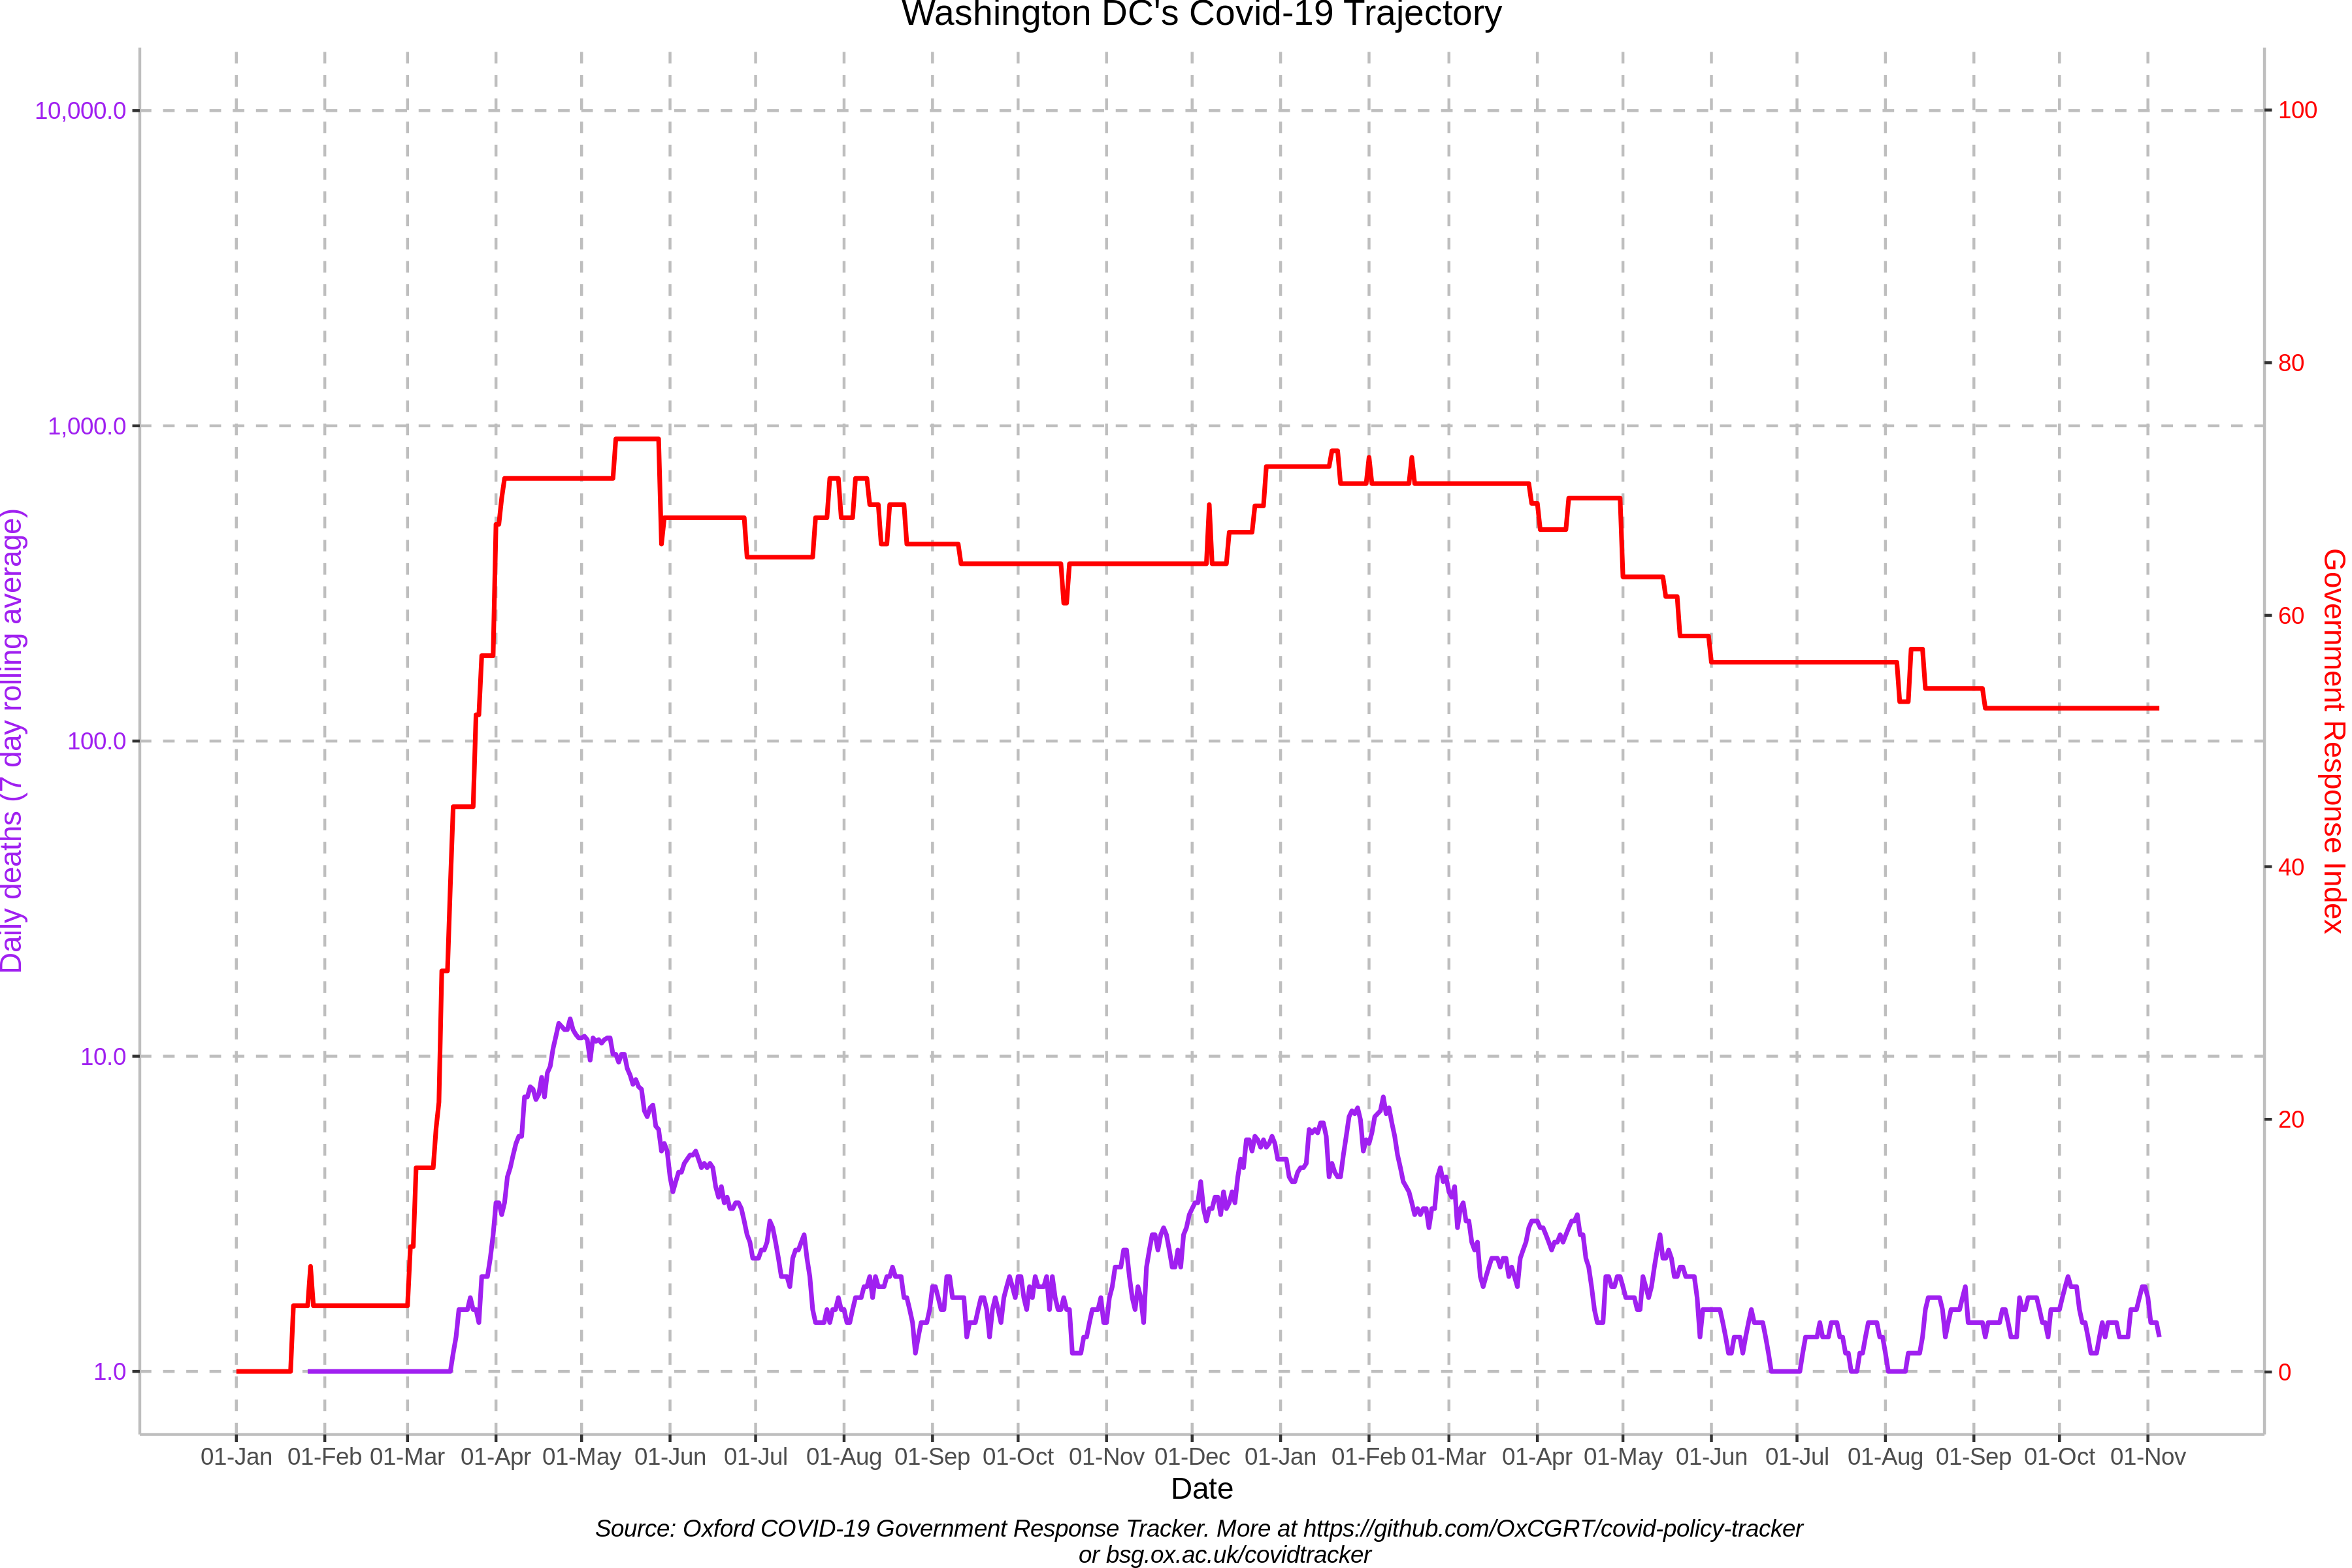 Washington DC's Covid-19 Trajectory
10,000.0
1,000.0
100.0
10.0
1.0
Daily deaths (7 day rolling average)
100
80
60
40
20
0
Government Response Index
01-Jan 01-Feb 01-Mar 01-Apr 01-May 01-Jun 01-Jul 01-Aug 01-Sep 01-Oct 01-Nov 01-Dec 01-Jan 01-Feb 01-Mar 01-Apr 01-May 01-Jun 01-Jul 01-Aug 01-Sep 01-Oct 01-Nov
Date
Source: Oxford COVID-19 Government Response Tracker. More at https://github.com/OxCGRT/covid-policy-tracker
or bsg.ox.ac.uk/covidtracker